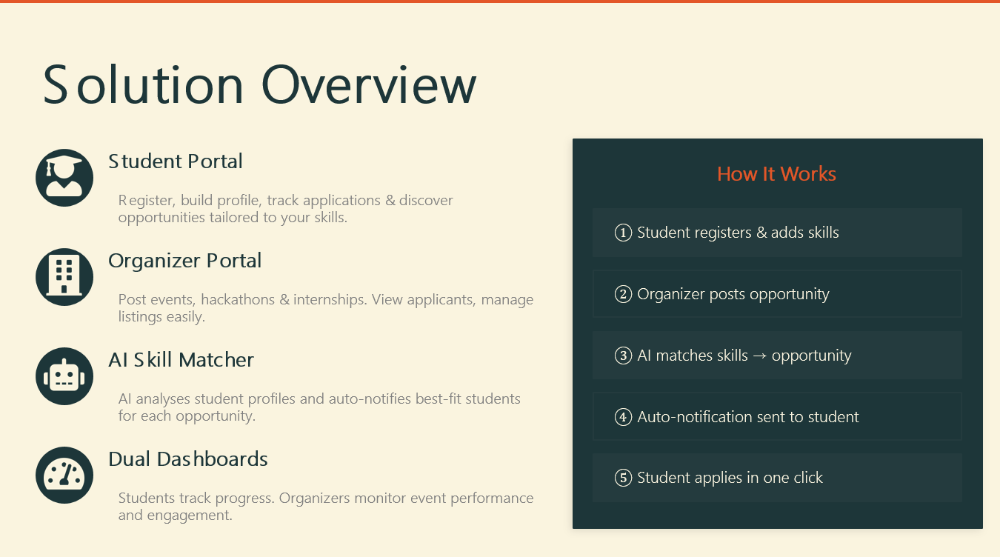 Solution Overview
Student Portal
Register, build profile, track applications & discover
opportunities tailored to your skills.
Organizer Portal
Post events, hackathons & internships. View applicants, manage
listings easily.
AI Skill Matcher
AI analyses student profiles and auto-notifies best-fit students
for each opportunity.
Dual Dashboards
Students track progress. Organizers monitor event performance
and engagement.
How It Works
① Student registers & adds skills
② Organizer posts opportunity
③ AI matches skills → opportunity
④ Auto-notification sent to student
⑤ Student applies in one click